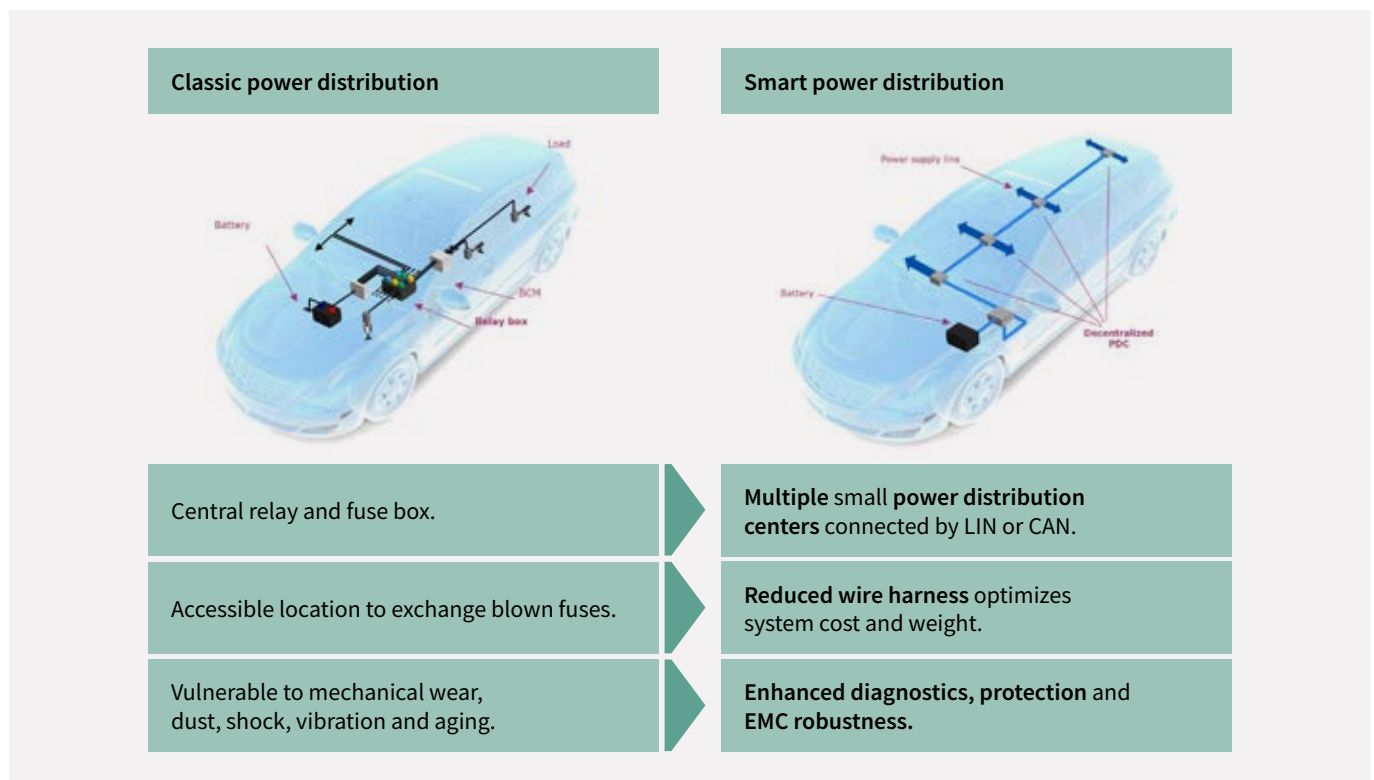 Classic power distribution
Smart power distribution
Load
Battery
BCM
Relay box
Power supply line
Battery
Decentralized
PDC
Central relay and fuse box.
Multiple small power distribution
centers connected by LIN or CAN.
Accessible location to exchange blown fuses.
Reduced wire harness optimizes
system cost and weight.
Vulnerable to mechanical wear,
dust, shock, vibration and aging.
Enhanced diagnostics, protection and
EMC robustness.